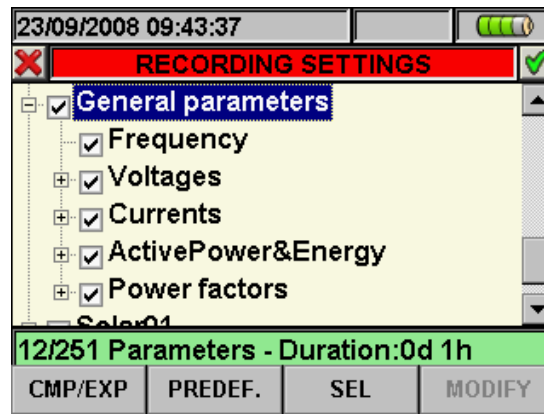 23/09/2008 09:43:37
RECORDING SETTINGS
General parameters
Frequency
Voltages
Currents
ActivePower&Energy
Power factors
Solar01
12/251 Parameters - Duration:0d 1h
CMP/EXP PREDEF. SEL MODIFY